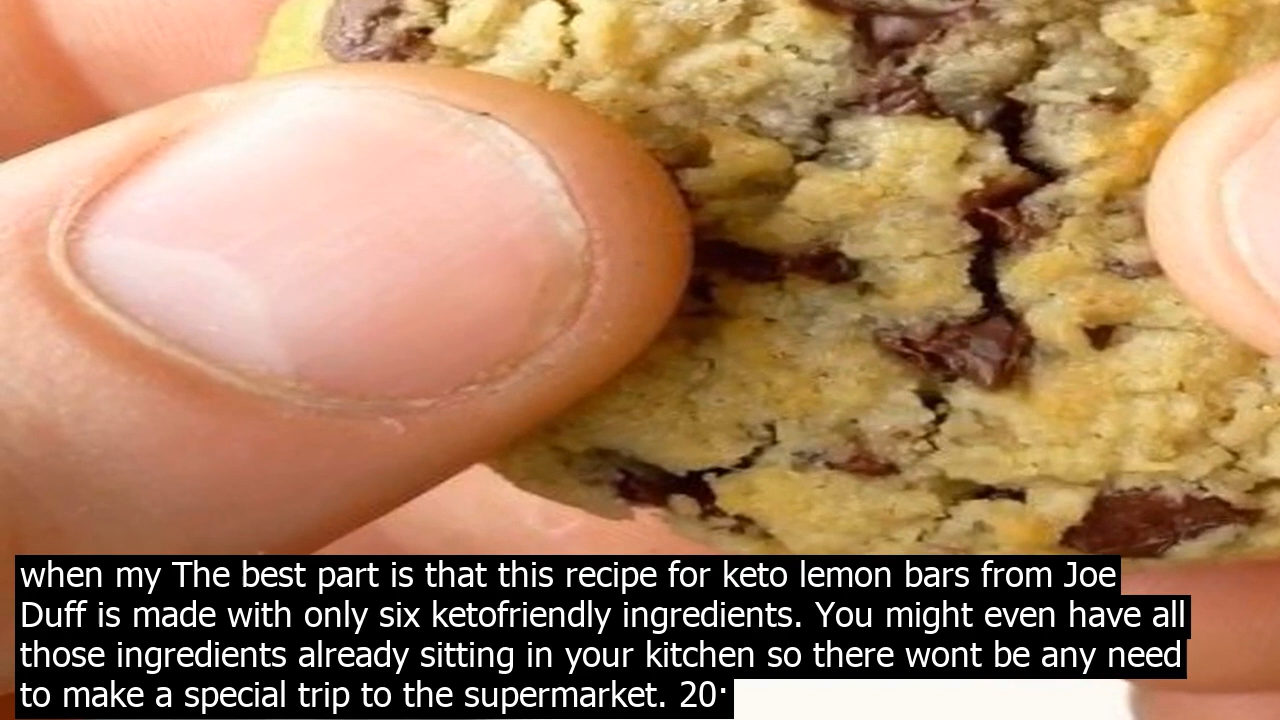 when my The best part is that this recipe for keto lemon bars from Joe
Duff is made with only six ketofriendly ingredients. You might even have all
those ingredients already sitting in your kitchen so there wont be any need
to make a special trip to the supermarket. 20·